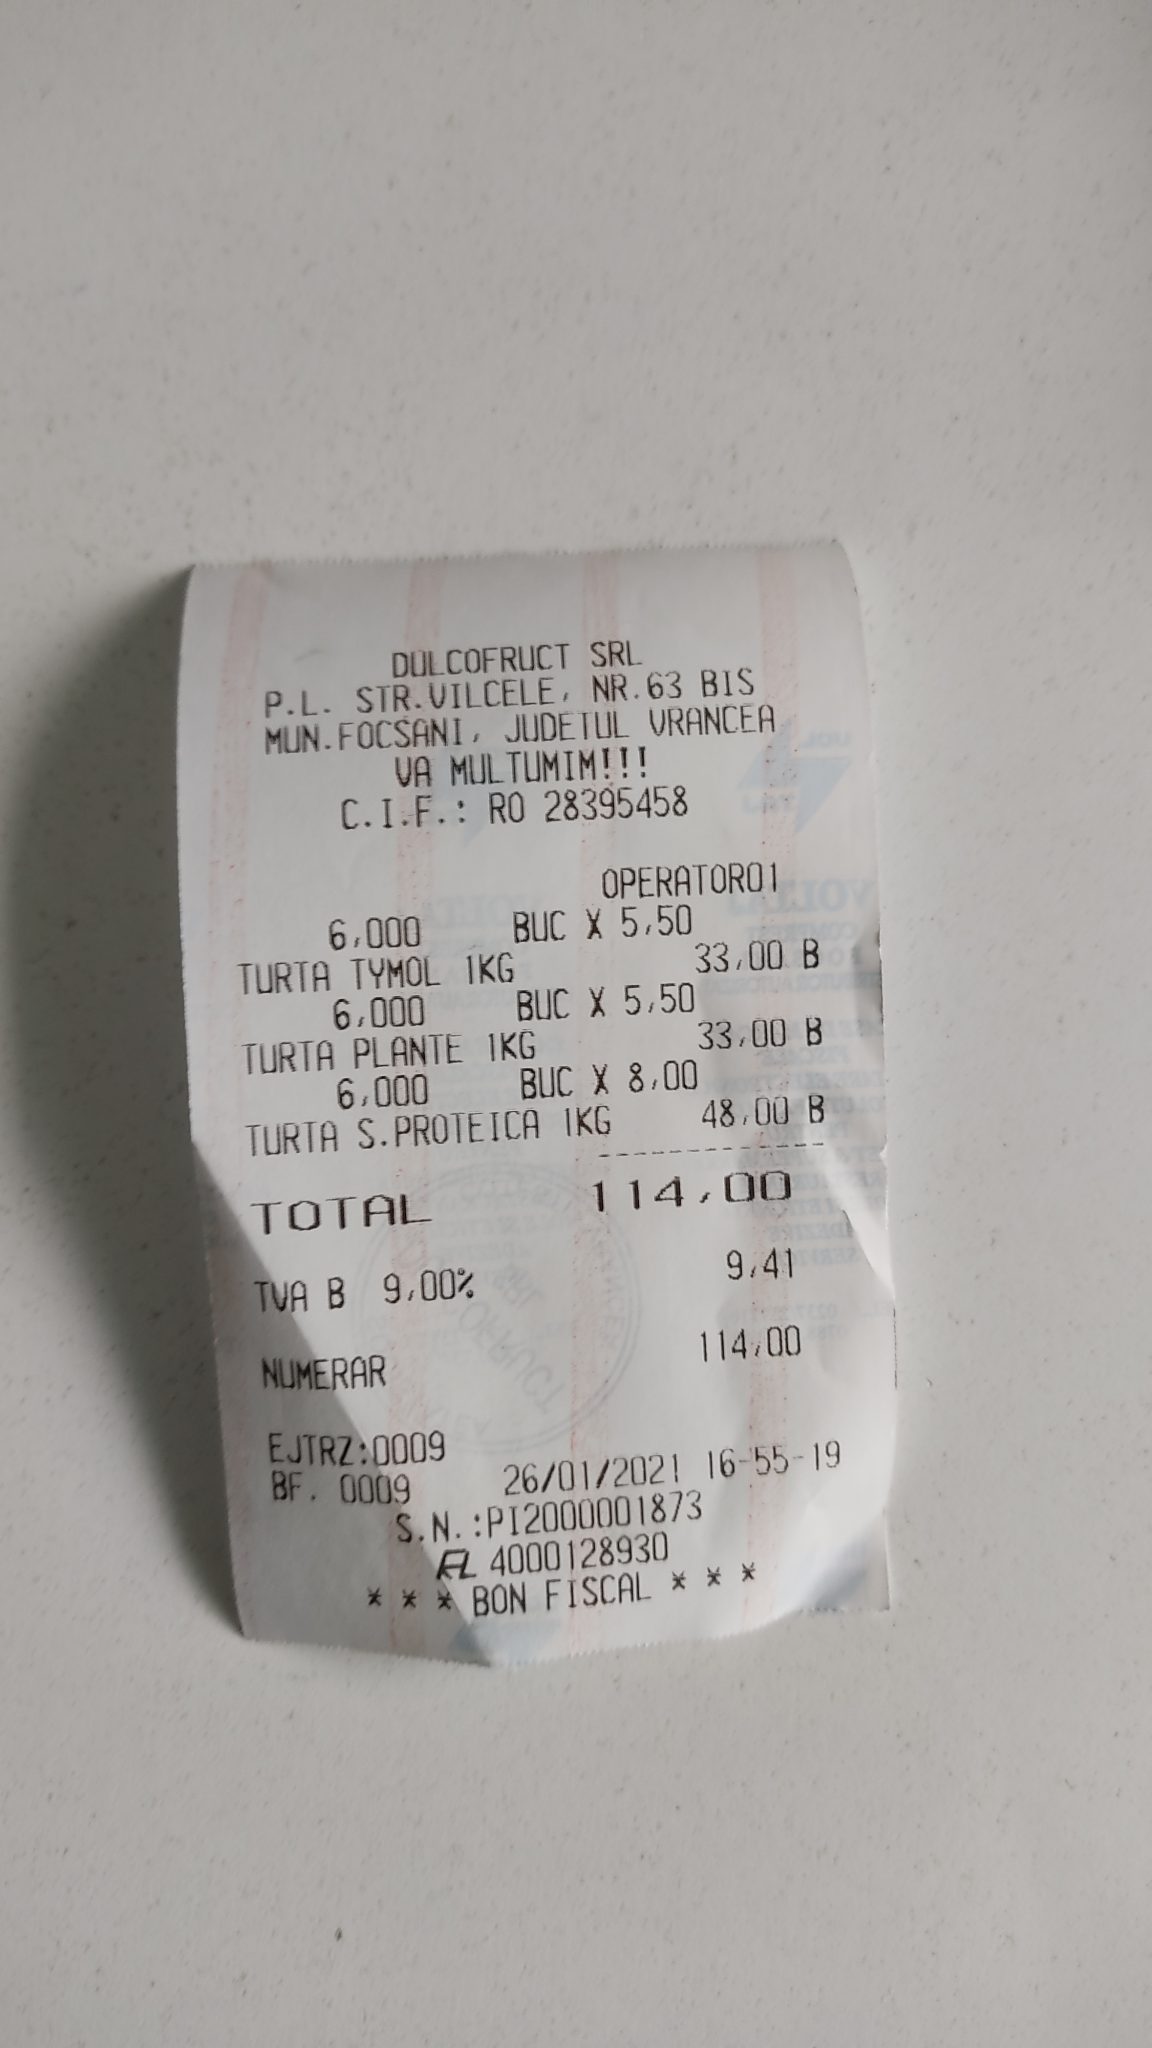 DULCOFRUCT SRL
P.L. STR.VILCELE, NR.63 BIS
MUN.FOCSANI, JUDETUL VRANCEA
VA MULTUMIM!!!
C.I.F.: RO 28395458
OPERATOR01
6,000 BUC X 5,50
TURTA TYMOL 1KG 33,00 B
6,000 BUC X 5,50
TURTA PLANTE 1KG 33,00 B
6,000 BUC X 8,00
TURTA S.PROTEICA 1KG 48,00 B
TOTAL 114,00
TVA B 9,00% 9,41
NUMERAR 114,00
EJTRZ:0009
BF. 0009 26/01/2021 16-55-19
S.N.:PI2000001873
4000128930
* * * BON FISCAL * * *